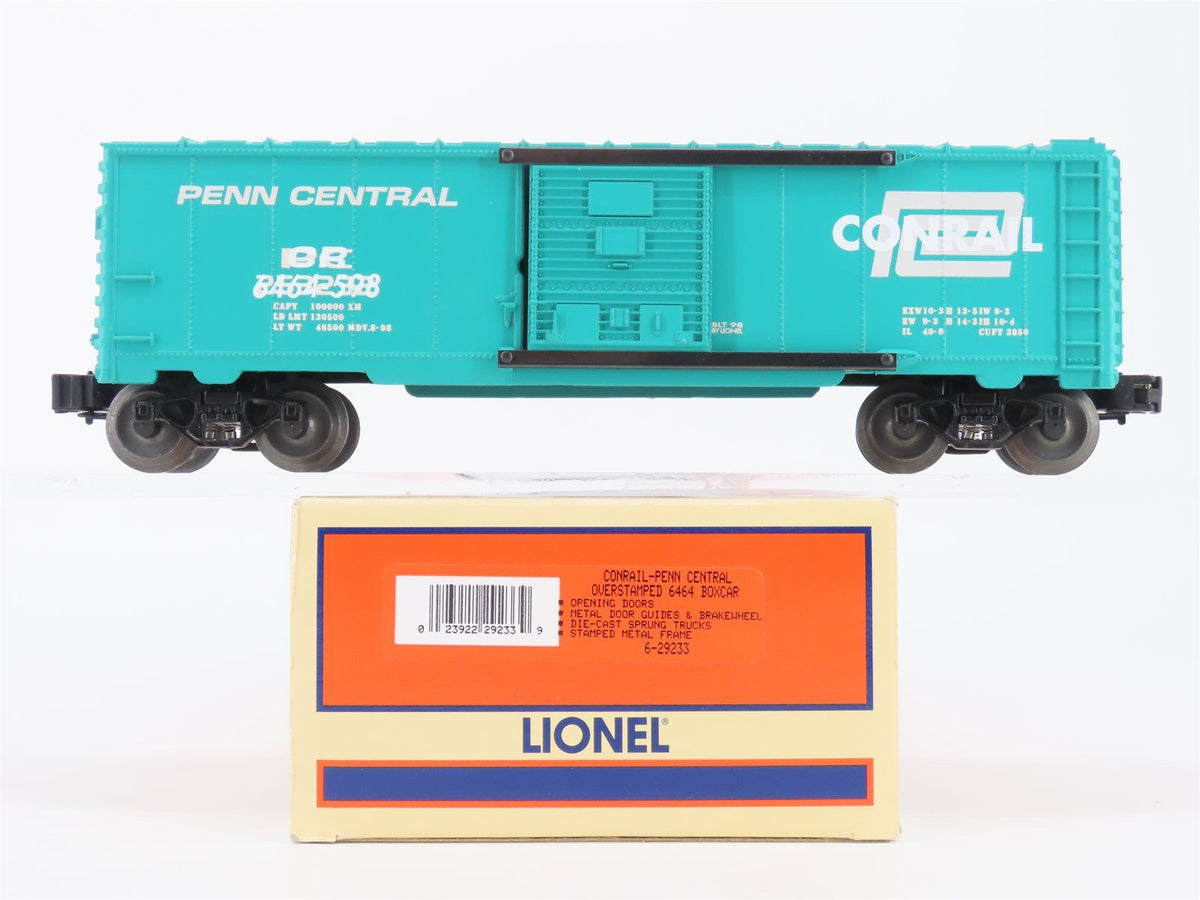 PENN CENTRAL
CR
CAPY 100000 XM
LD LMT 130500
LT WT 46500 MDV. 8-98
BLT 98
BY LIONEL
CONRAIL
EXW10-3H 13-5IW 9-2
EW 9-3 H 14-3IH 10-4
IL 40-6 CUFT 3850
CONRAIL-PENN CENTRAL
OVERSTAMPED 6464 BOXCAR
OPENING DOORS
METAL DOOR GUIDES & BRAKEWHEEL
DIE-CAST SPRUNG TRUCKS
STAMPED METAL FRAME
6-29233
0 23922 29233 9
LIONEL®